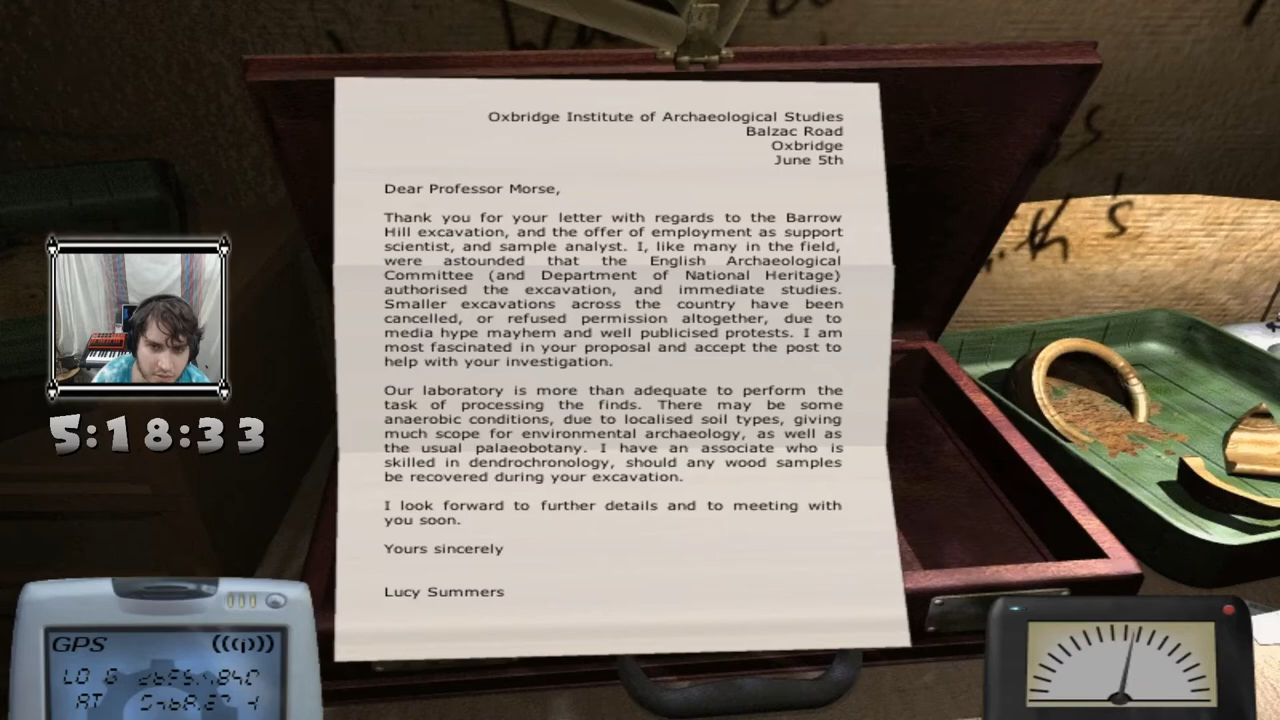 Oxbridge Institute of Archaeological Studies
Balzac Road
Oxbridge
June 5th
Dear Professor Morse,
Thank you for your letter with regards to the Barrow
Hill excavation, and the offer of employment as support
scientist, and sample analyst. I, like many in the field,
were astounded that the English Archaeological
Committee (and Department of National Heritage)
authorised the excavation, and immediate studies.
Smaller excavations across the country have been
cancelled, or refused permission altogether, due to
media hype mayhem and well publicised protests. I am
most fascinated in your proposal and accept the post to
help with your investigation.
Our laboratory is more than adequate to perform the
task of processing the finds. There may be some
anaerobic conditions, due to localised soil types, giving
much scope for environmental archaeology, as well as
the usual palaeobotany. I have an associate who is
skilled in dendrochronology, should any wood samples
be recovered during your excavation.
I look forward to further details and to meeting with
you soon.
Yours sincerely
Lucy Summers
5:18:33
GPS